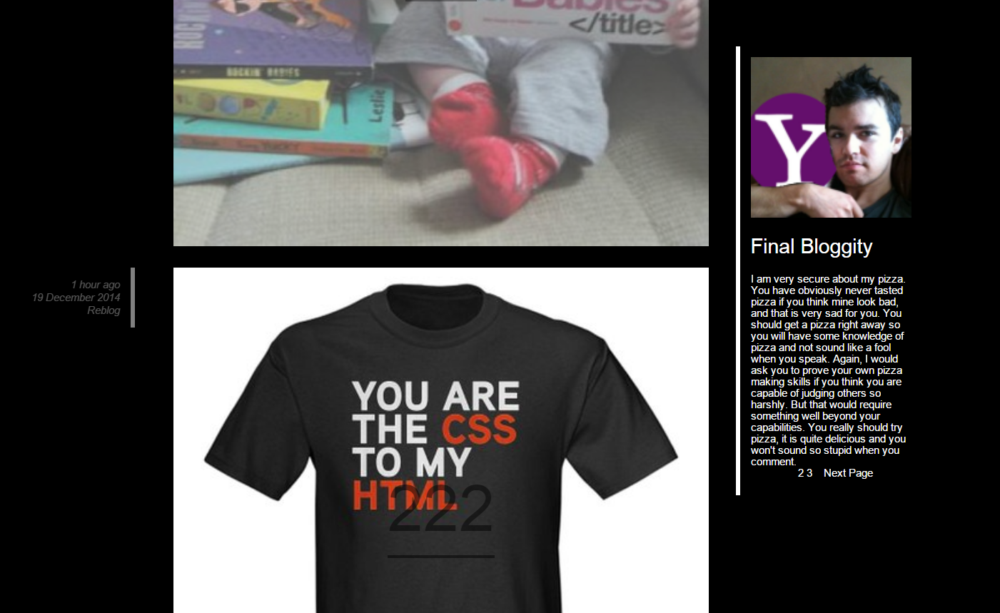 Babies
</title>
ROCKIN' BABIES
Leslie
1 hour ago
19 December 2014
Reblog
YOU ARE
THE CSS
TO MY
HTML
222
Y
Final Bloggity
I am very secure about my pizza.
You have obviously never tasted
pizza if you think mine look bad,
and that is very sad for you. You
should get a pizza right away so
you will have some knowledge of
pizza and not sound like a fool
when you speak. Again, I would
ask you to prove your own pizza
making skills if you think you are
capable of judging others so
harshly. But that would require
something well beyond your
capabilities. You really should try
pizza, it is quite delicious and you
won't sound so stupid when you
comment.
2 3 Next Page